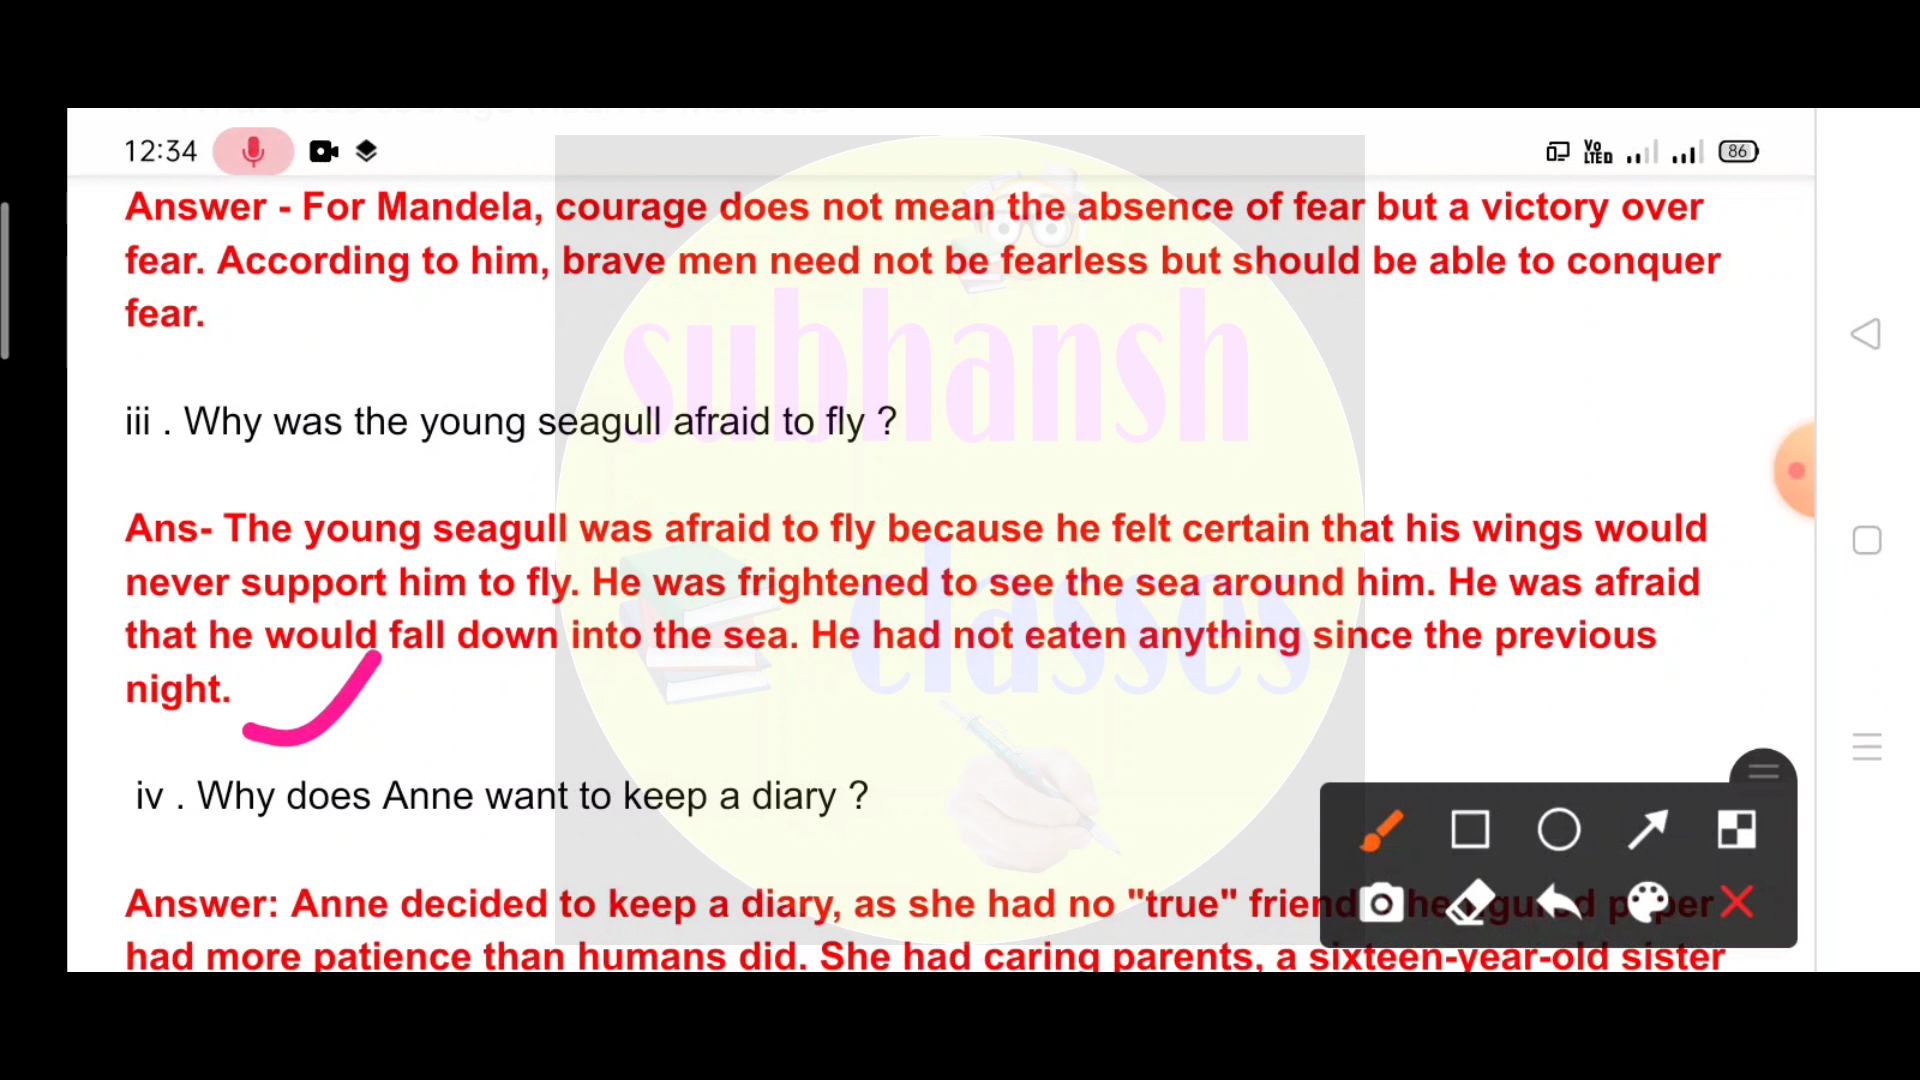 12:34
Vo LTE 86
Answer - For Mandela, courage does not mean the absence of fear but a victory over
fear. According to him, brave men need not be fearless but should be able to conquer
fear.
subhansh
iii . Why was the young seagull afraid to fly ?
Ans- The young seagull was afraid to fly because he felt certain that his wings would
never support him to fly. He was frightened to see the sea around him. He was afraid
that he would fall down into the sea. He had not eaten anything since the previous
night.
classes
iv . Why does Anne want to keep a diary ?
Answer: Anne decided to keep a diary, as she had no "true" friend
had more patience than humans did. She had caring parents, a sixteen-year-old sister